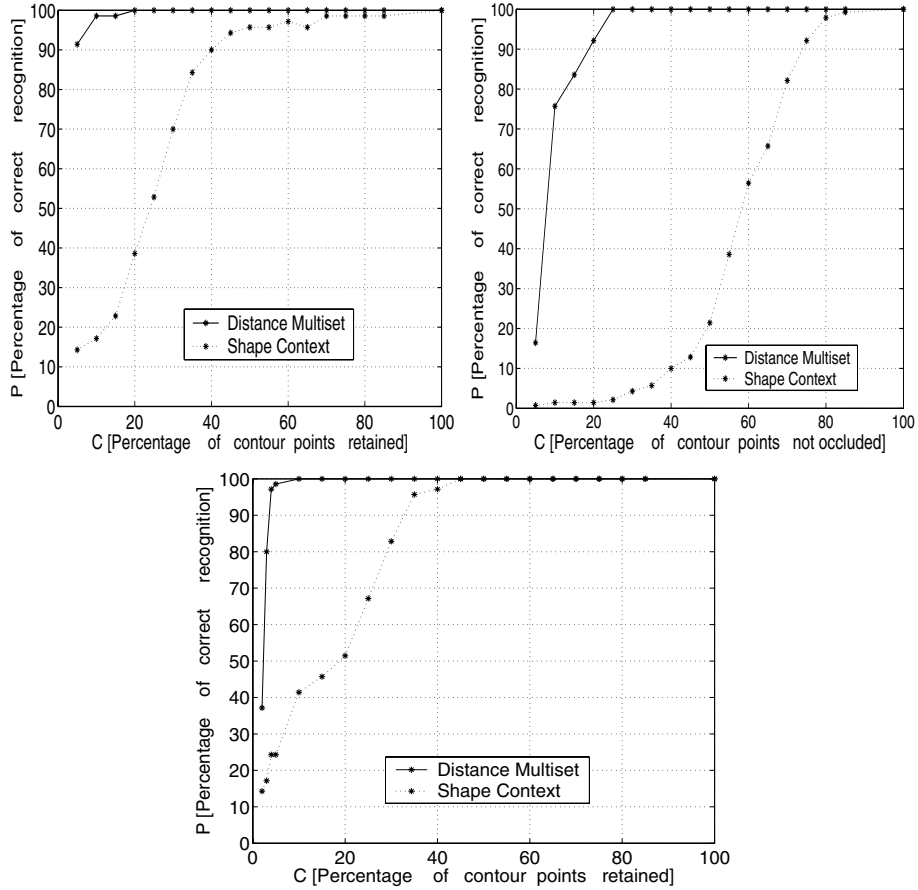 P [Percentage of correct recognition]
100
90
80
70
60
50
40
30
20
10
0
Distance Multiset
Shape Context
0 20 40 60 80 100
C [Percentage of contour points retained]
P [Percentage of correct recognition]
100
90
80
70
60
50
40
30
20
10
0
Distance Multiset
Shape Context
0 20 40 60 80 100
C [Percentage of contour points not occluded]
P [Percentage of correct recognition]
100
90
80
70
60
50
40
30
20
10
0
Distance Multiset
Shape Context
0 20 40 60 80 100
C [Percentage of contour points retained]